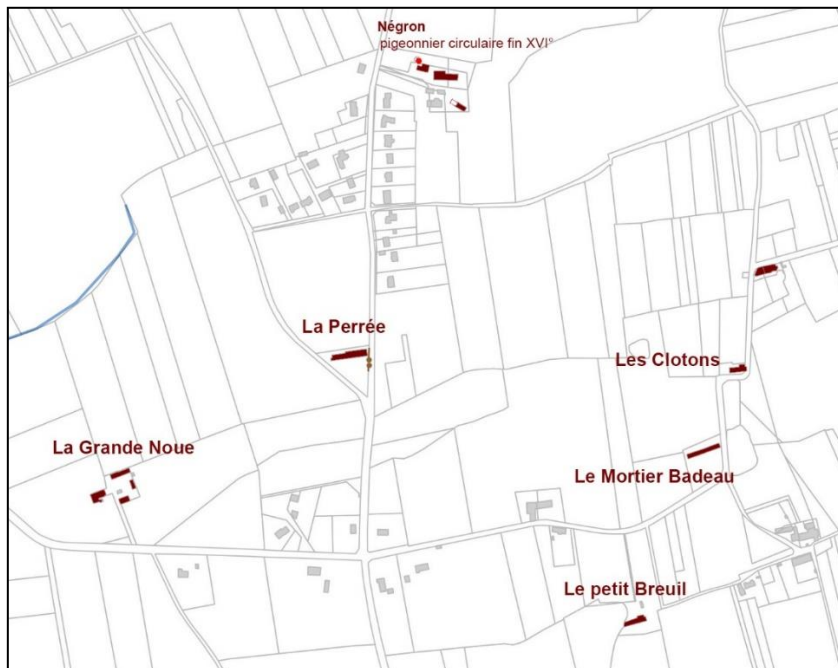 Négron
pigeonnier circulaire fin XVI°
La Perrée
Les Clotons
La Grande Noue
Le Mortier Badeau
Le petit Breuil